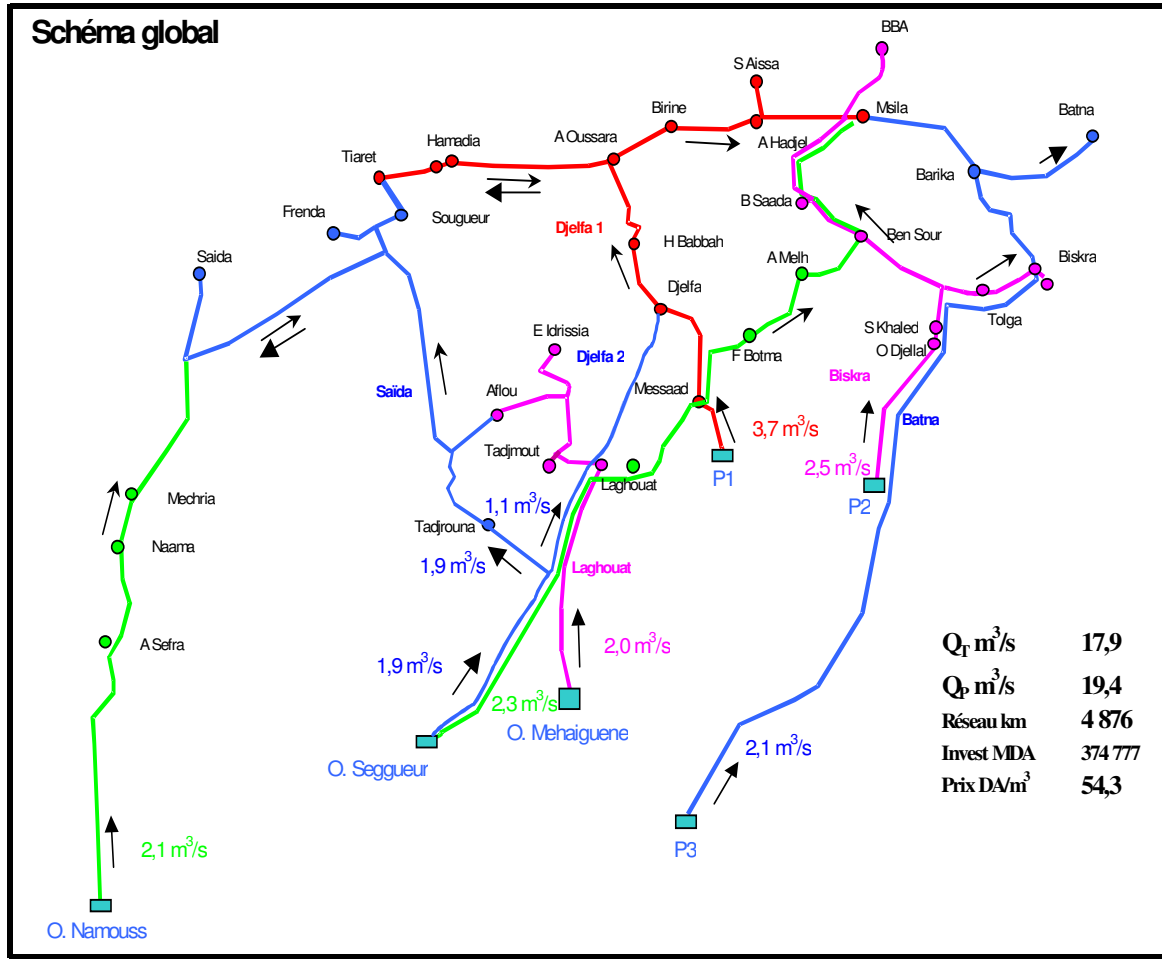 Schéma global
BBA
S Aissa
Birine
Msila
Batna
A Oussara
Hamadia
A Hadjel
Tiaret
Barika
B Saada
Frenda
Sougueur
Djelfa 1
H Babbah
Ben Sour
Saida
A Melh
Biskra
Djelfa
Tolga
E Idrissia
S Khaled
Djelfa 2
F Botma
O Djellal
Saïda
Aflou
Messaad
Biskra
Batna
3,7 m³/s
Tadjmout
Laghouat
2,5 m³/s
P1
Mechria
1,1 m³/s
P2
Tadjrouna
Naama
1,9 m³/s
Laghouat
A Sefra
2,0 m³/s
1,9 m³/s
2,3 m³/s
O. Mehaiguene
O. Seggueur
2,1 m³/s
P3
2,1 m³/s
O. Namouss
Q_T m³/s 17,9
Q_P m³/s 19,4
Réseau km 4 876
Invest MDA 374 777
Prix DA/m³ 54,3